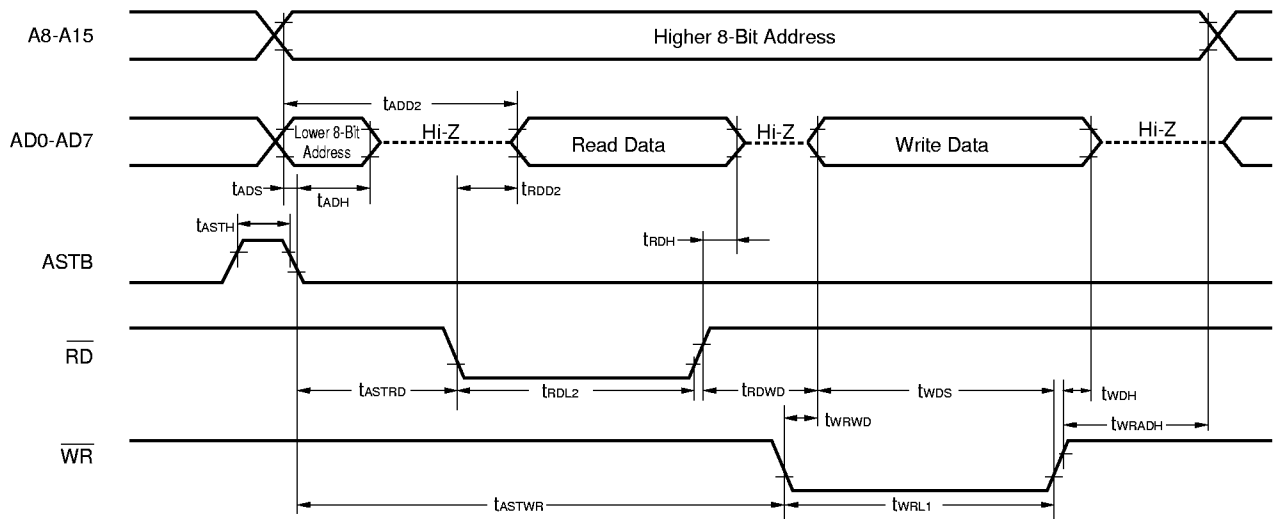 A8-A15
Higher 8-Bit Address
tADD2
AD0-AD7
Lower 8-Bit
Address
Hi-Z
Read Data
Hi-Z
Write Data
Hi-Z
tADS
tADH
tRDD2
tASTH
tRDH
ASTB
RD
tASTRD
tRDL2
tRDWD
tWDS
tWDH
tWRWD
tWRADH
WR
tASTWR
tWRL1